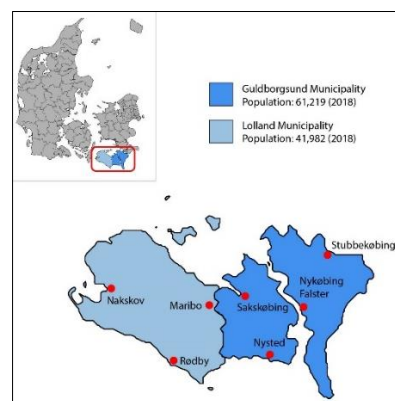 Guldborgsund Municipality
Population: 61,219 (2018)
Lolland Municipality
Population: 41,982 (2018)
Stubbekøbing
Nykøbing
Falster
Nakskov
Maribo
Sakskøbing
Nysted
Rødby